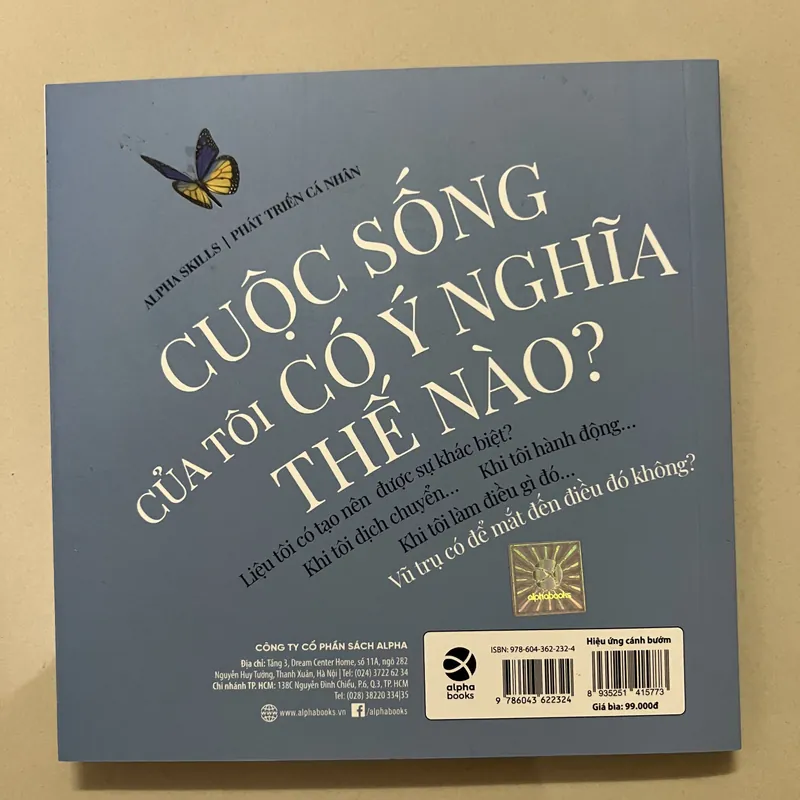 ALPHA SKILLS | PHÁT TRIỂN CÁ NHÂN
CUỘC SỐNG
CỦA TÔI CÓ Ý NGHĨA
THẾ NÀO?
Liệu tôi có tạo nên được sự khác biệt?
Khi tôi dịch chuyển... Khi tôi hành động...
Khi tôi làm điều gì đó...
Vũ trụ có để mắt đến điều đó không?
alphabooks
CÔNG TY CỔ PHẦN SÁCH ALPHA
Địa chỉ: Tầng 3, Dream Center Home, số 11A, ngõ 282
Nguyễn Huy Tưởng, Thanh Xuân, Hà Nội | Tel: (024) 3722 62 34
Chi nhánh TP. HCM: 138C Nguyễn Đình Chiểu, P.6, Q.3, TP. HCM
Tel: (028) 38220 334|35
www.alphabooks.vn /alphabooks
alpha
books
ISBN: 978-604-362-232-4
9 786043 622324
Hiệu ứng cánh bướm
8 935251 415773
Giá bìa: 99.000đ